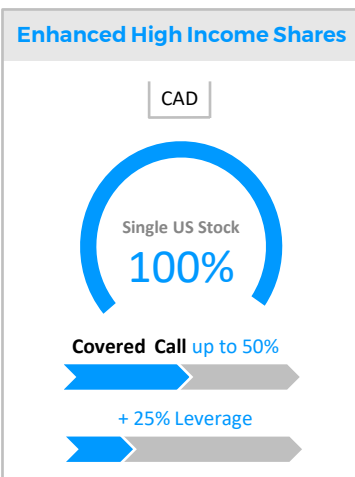 Enhanced High Income Shares
CAD
Single US Stock
100%
Covered Call up to 50%
+ 25% Leverage